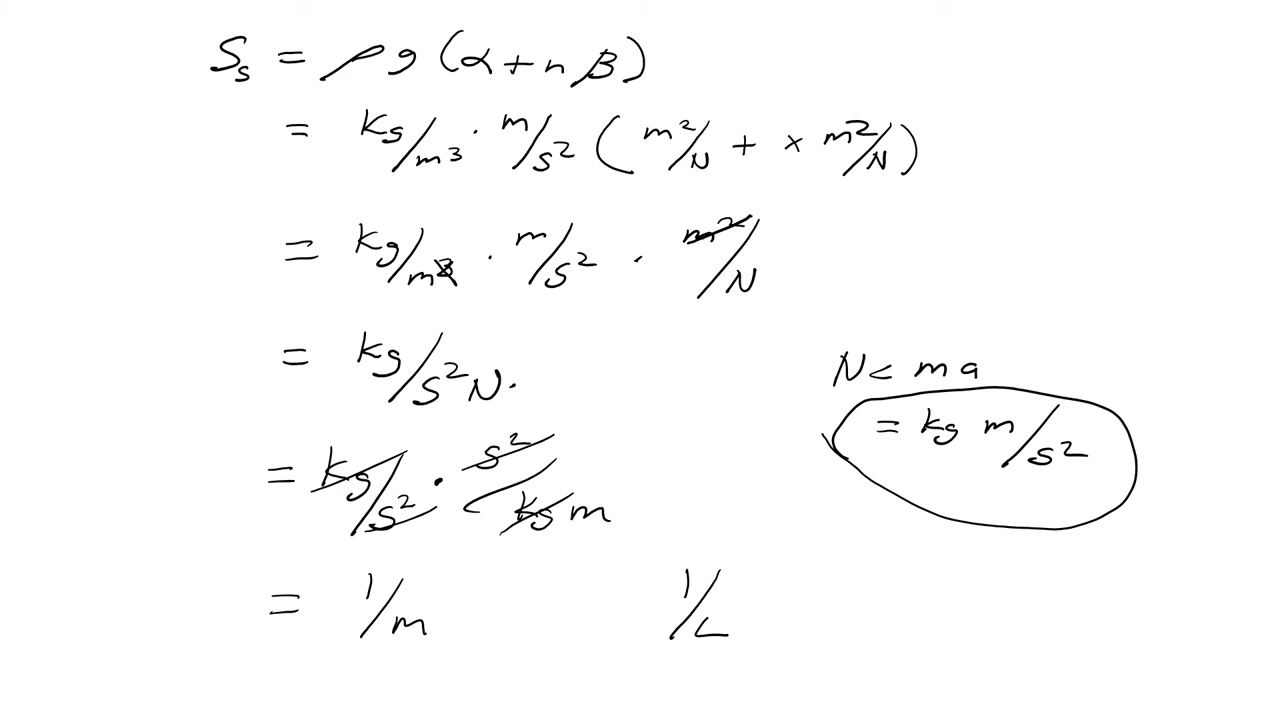 Ss = ρg (α + n β)
= kg/m³ · m/s² ( m²/N + × m²/N )
= kg/m³ · m/s² · m²/N
= kg/s²N.
N = ma
= kg m/s²
= kg/s² · s²/kg m
= 1/m 1/L